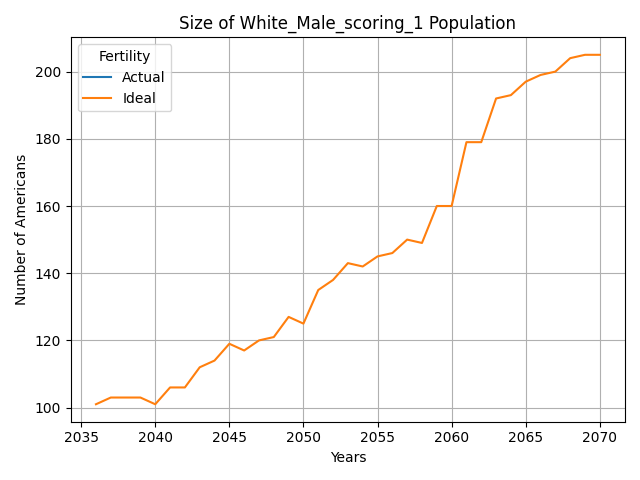 Size of White_Male_scoring_1 Population
Fertility
Actual
Ideal
Number of Americans
200
180
160
140
120
100
2035 2040 2045 2050 2055 2060 2065 2070
Years